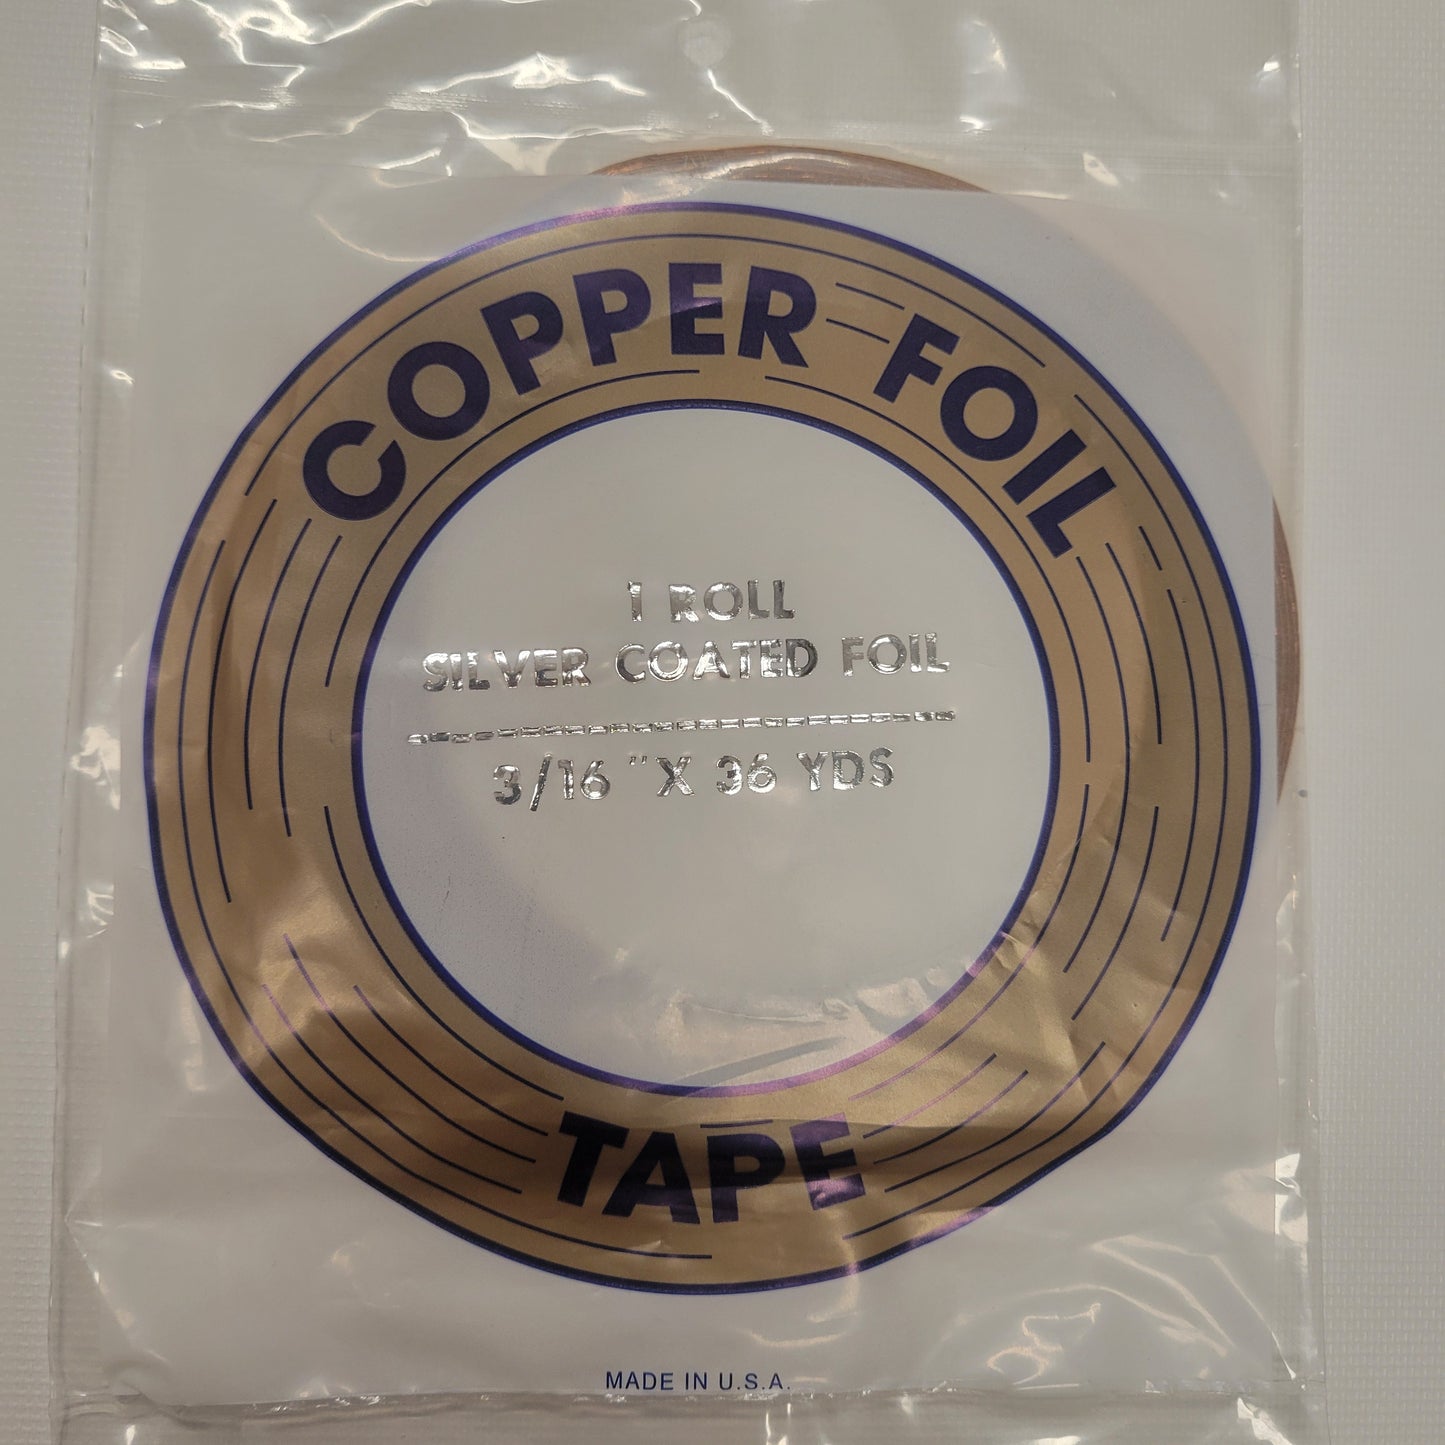 COPPER FOIL
1 ROLL
SILVER COATED FOIL
3/16 "X 36 YDS
TAPE
MADE IN U.S.A.